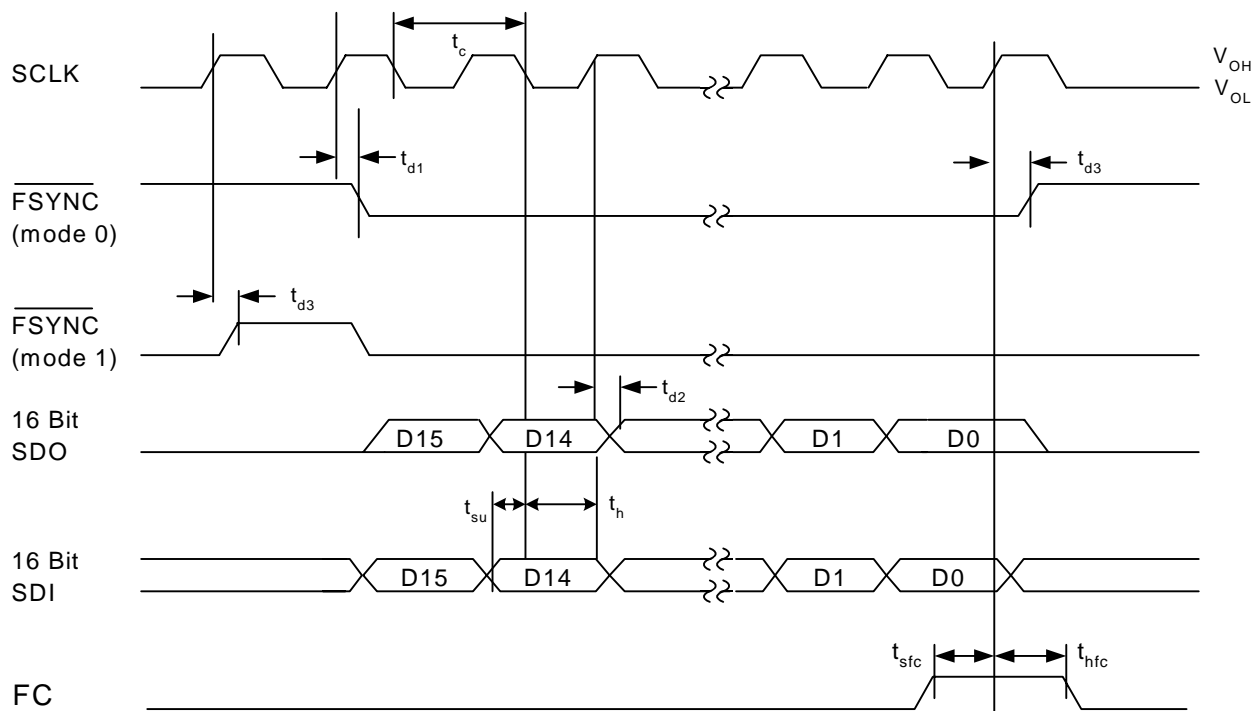 SCLK
t_c
V_OH
V_OL
t_d1
t_d3
FSYNC
(mode 0)
t_d3
FSYNC
(mode 1)
t_d2
16 Bit
SDO
D15 D14 D1 D0
t_su t_h
16 Bit
SDI
D15 D14 D1 D0
t_sfc t_hfc
FC